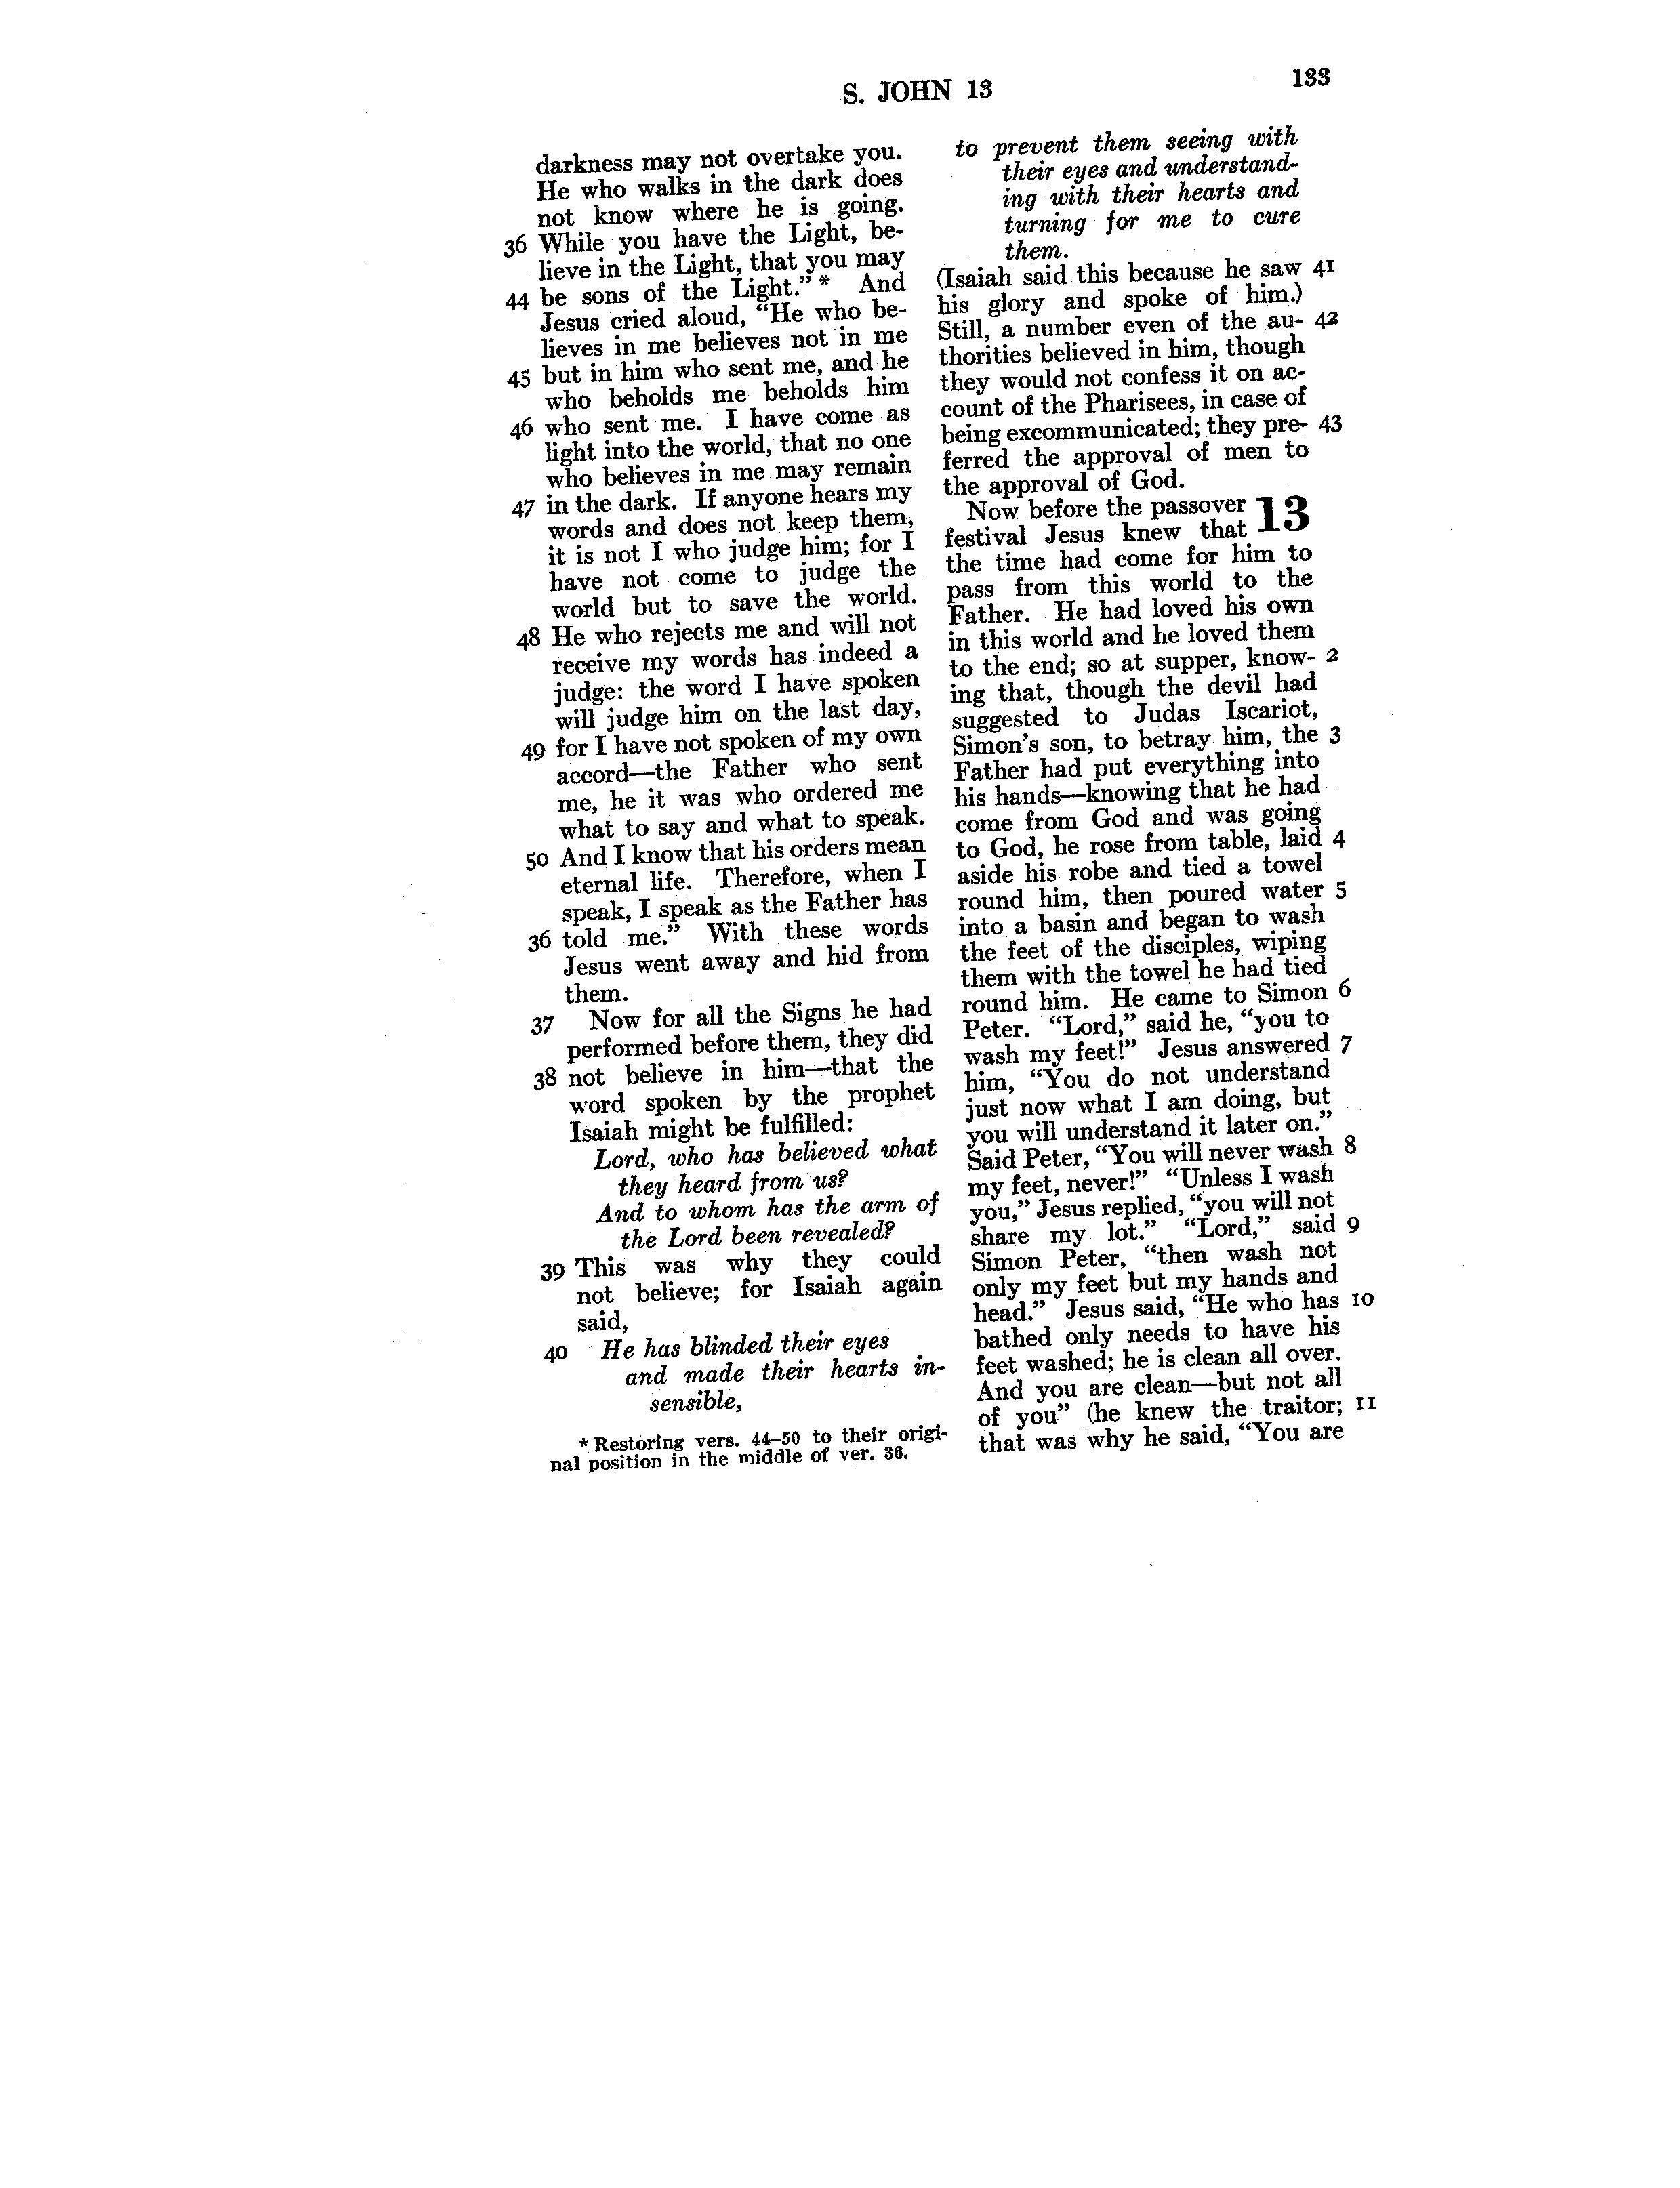 S. JOHN 13
133
darkness may not overtake you.
He who walks in the dark does
not know where he is going.
36 While you have the Light, be-
lieve in the Light, that you may
44 be sons of the Light.”* And
Jesus cried aloud, “He who be-
lieves in me believes not in me
45 but in him who sent me, and he
who beholds me beholds him
46 who sent me. I have come as
light into the world, that no one
who believes in me may remain
47 in the dark. If anyone hears my
words and does not keep them,
it is not I who judge him; for I
have not come to judge the
world but to save the world.
48 He who rejects me and will not
receive my words has indeed a
judge: the word I have spoken
will judge him on the last day,
49 for I have not spoken of my own
accord—the Father who sent
me, he it was who ordered me
what to say and what to speak.
50 And I know that his orders mean
eternal life. Therefore, when I
speak, I speak as the Father has
36 told me.” With these words
Jesus went away and hid from
them.
37 Now for all the Signs he had
performed before them, they did
38 not believe in him—that the
word spoken by the prophet
Isaiah might be fulfilled:
Lord, who has believed what
they heard from us?
And to whom has the arm of
the Lord been revealed?
39 This was why they could
not believe; for Isaiah again
said,
40 He has blinded their eyes
and made their hearts in-
sensible,
* Restoring vers. 44–50 to their origi-
nal position in the middle of ver. 36.
to prevent them seeing with
their eyes and understand-
ing with their hearts and
turning for me to cure
them.
(Isaiah said this because he saw 41
his glory and spoke of him.)
Still, a number even of the au- 42
thorities believed in him, though
they would not confess it on ac-
count of the Pharisees, in case of
being excommunicated; they pre- 43
ferred the approval of men to
the approval of God.
Now before the passover 13
festival Jesus knew that
the time had come for him to
pass from this world to the
Father. He had loved his own
in this world and he loved them
to the end; so at supper, know- 2
ing that, though the devil had
suggested to Judas Iscariot,
Simon’s son, to betray him, the 3
Father had put everything into
his hands—knowing that he had
come from God and was going
to God, he rose from table, laid 4
aside his robe and tied a towel
round him, then poured water 5
into a basin and began to wash
the feet of the disciples, wiping
them with the towel he had tied
round him. He came to Simon 6
Peter. “Lord,” said he, “you to
wash my feet!” Jesus answered 7
him, “You do not understand
just now what I am doing, but
you will understand it later on.”
Said Peter, “You will never wash 8
my feet, never!” “Unless I wash
you,” Jesus replied, “you will not
share my lot.” “Lord,” said 9
Simon Peter, “then wash not
only my feet but my hands and
head.” Jesus said, “He who has 10
bathed only needs to have his
feet washed; he is clean all over.
And you are clean—but not all
of you” (he knew the traitor; 11
that was why he said, “You are